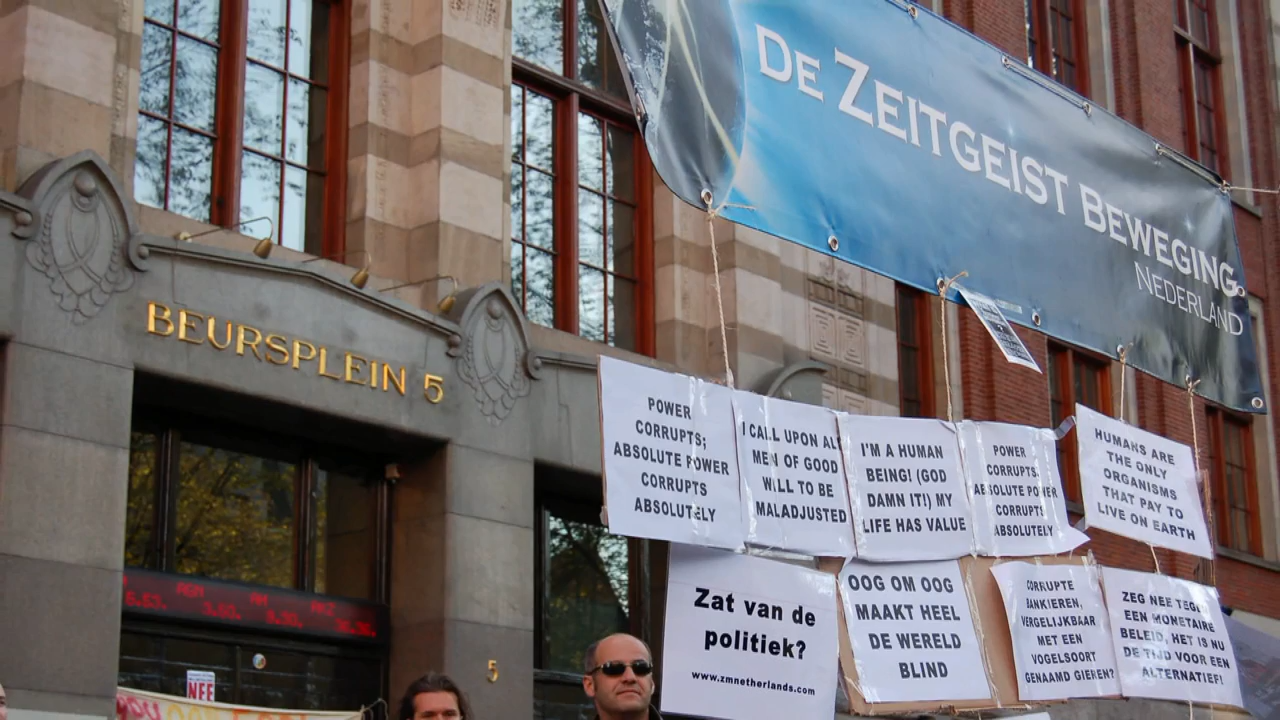 DE ZEITGEIST BEWEGING
NEDERLAND
BEURSPLEIN 5
POWER
CORRUPTS;
ABSOLUTE POWER
CORRUPTS
ABSOLUTELY
I CALL UPON ALL
MEN OF GOOD
WILL TO BE
MALADJUSTED
I'M A HUMAN
BEING! (GOD
DAMN IT!) MY
LIFE HAS VALUE
POWER
CORRUPTS;
ABSOLUTE POWER
CORRUPTS
ABSOLUTELY
HUMANS ARE
THE ONLY
ORGANISMS
THAT PAY TO
LIVE ON EARTH
Zat van de
politiek?
www.zmnetherlands.com
OOG OM OOG
MAAKT HEEL
DE WERELD
BLIND
CORRUPTE
BANKIEREN,
VERGELIJKBAAR
MET EEN
VOGELSOORT
GENAAMD GIEREN?
ZEG NEE TEGEN
EEN MONETAIRE
BELEID, HET IS NU
DE TIJD VOOR EEN
ALTERNATIEF!
5
NEE